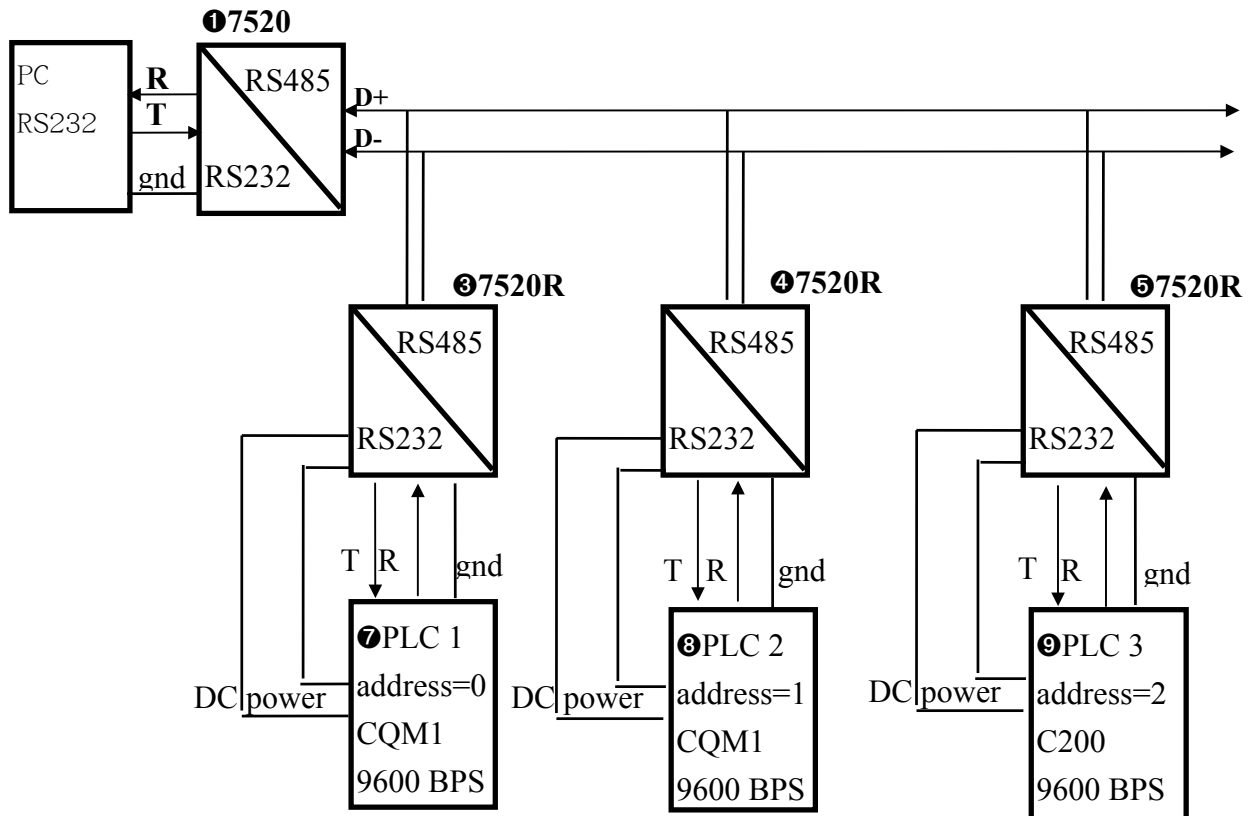 ❶7520
PC
RS232
R
T
gnd
RS485
RS232
D+
D-
❸7520R
RS485
RS232
❹7520R
RS485
RS232
❺7520R
RS485
RS232
T R
gnd
DC power
❼PLC 1
address=0
CQM1
9600 BPS
T R
gnd
DC power
❽PLC 2
address=1
CQM1
9600 BPS
T R
gnd
DC power
❾PLC 3
address=2
C200
9600 BPS